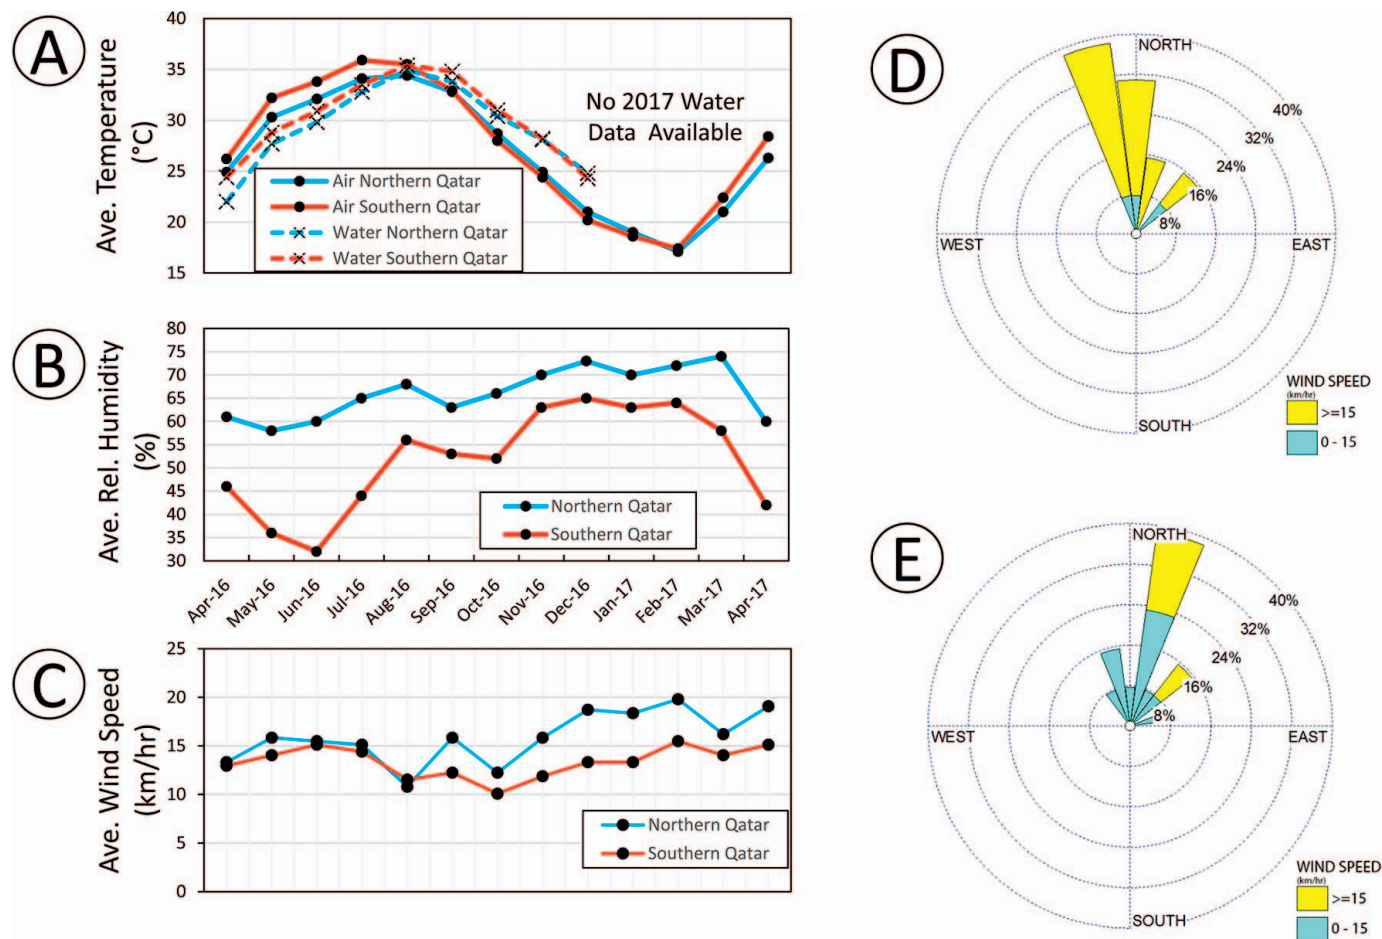 A
Ave. Temperature
(°C)
40
35
30
25
20
15
No 2017 Water
Data Available
Air Northern Qatar
Air Southern Qatar
Water Northern Qatar
Water Southern Qatar
B
Ave. Rel. Humidity
(%)
80
75
70
65
60
55
50
45
40
35
30
Northern Qatar
Southern Qatar
Apr-16
May-16
Jun-16
Jul-16
Aug-16
Sep-16
Oct-16
Nov-16
Dec-16
Jan-17
Feb-17
Mar-17
Apr-17
C
Ave. Wind Speed
(km/hr)
25
20
15
10
5
0
Northern Qatar
Southern Qatar
D
NORTH
40%
32%
24%
16%
8%
WEST
EAST
SOUTH
WIND SPEED
(km/hr)
>=15
0 - 15
E
NORTH
40%
32%
24%
16%
8%
WEST
EAST
SOUTH
WIND SPEED
(km/hr)
>=15
0 - 15